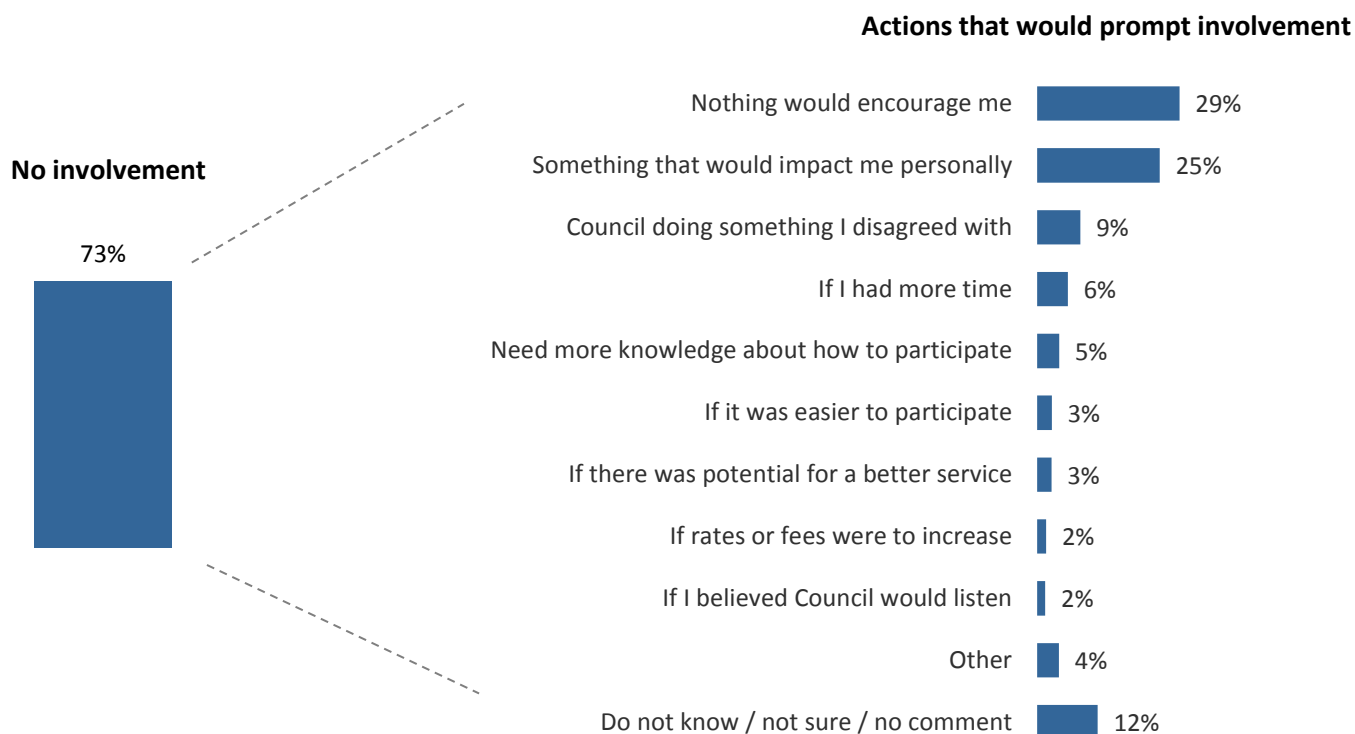 Actions that would prompt involvement
No involvement
73%
Nothing would encourage me 29%
Something that would impact me personally 25%
Council doing something I disagreed with 9%
If I had more time 6%
Need more knowledge about how to participate 5%
If it was easier to participate 3%
If there was potential for a better service 3%
If rates or fees were to increase 2%
If I believed Council would listen 2%
Other 4%
Do not know / not sure / no comment 12%